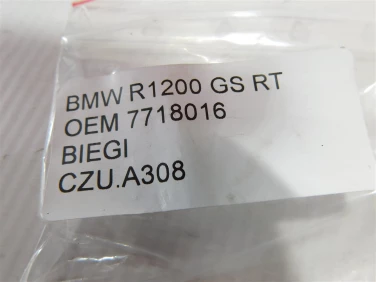 BMW R1200 GS RT
OEM 7718016
BIEGI
CZU.A308